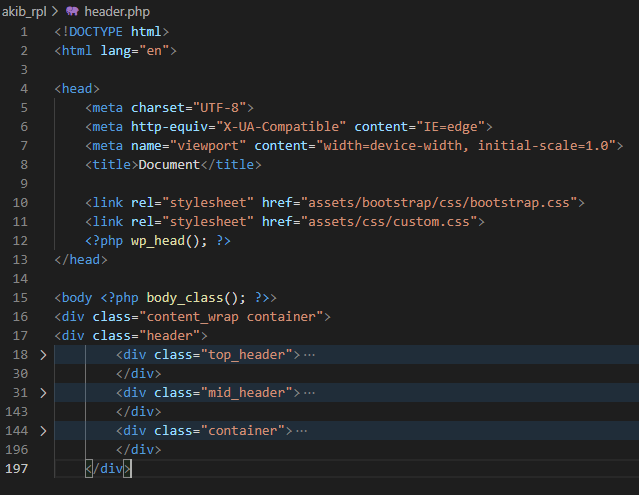 akib_rpl > header.php
1 <!DOCTYPE html>
2 <html lang="en">
3
4 <head>
5     <meta charset="UTF-8">
6     <meta http-equiv="X-UA-Compatible" content="IE=edge">
7     <meta name="viewport" content="width=device-width, initial-scale=1.0">
8     <title>Document</title>
9
10     <link rel="stylesheet" href="assets/bootstrap/css/bootstrap.css">
11     <link rel="stylesheet" href="assets/css/custom.css">
12     <?php wp_head(); ?>
13 </head>
14
15 <body <?php body_class(); ?>>
16 <div class="content_wrap container">
17 <div class="header">
18 >         <div class="top_header">⋯
30         </div>
31 >         <div class="mid_header">⋯
143         </div>
144 >         <div class="container">⋯
196         </div>
197     </div>